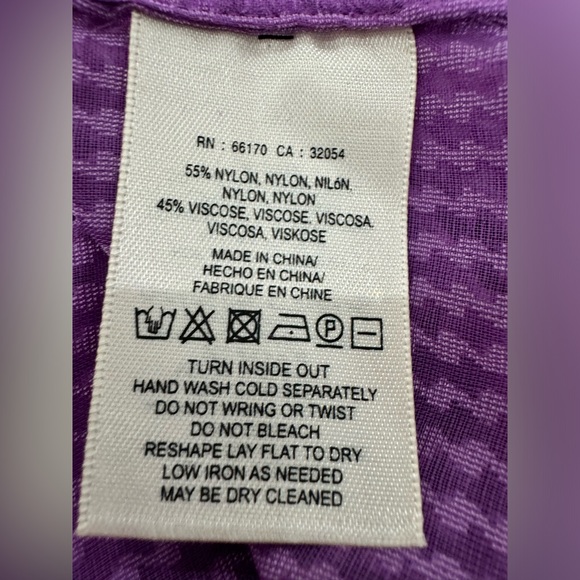 RN : 66170 CA : 32054
55% NYLON, NYLON, NILóN.
NYLON, NYLON
45% VISCOSE, VISCOSE, VISCOSA.
VISCOSA, VISKOSE
MADE IN CHINA/
HECHO EN CHINA/
FABRIQUE EN CHINE
P
TURN INSIDE OUT
HAND WASH COLD SEPARATELY
DO NOT WRING OR TWIST
DO NOT BLEACH
RESHAPE LAY FLAT TO DRY
LOW IRON AS NEEDED
MAY BE DRY CLEANED